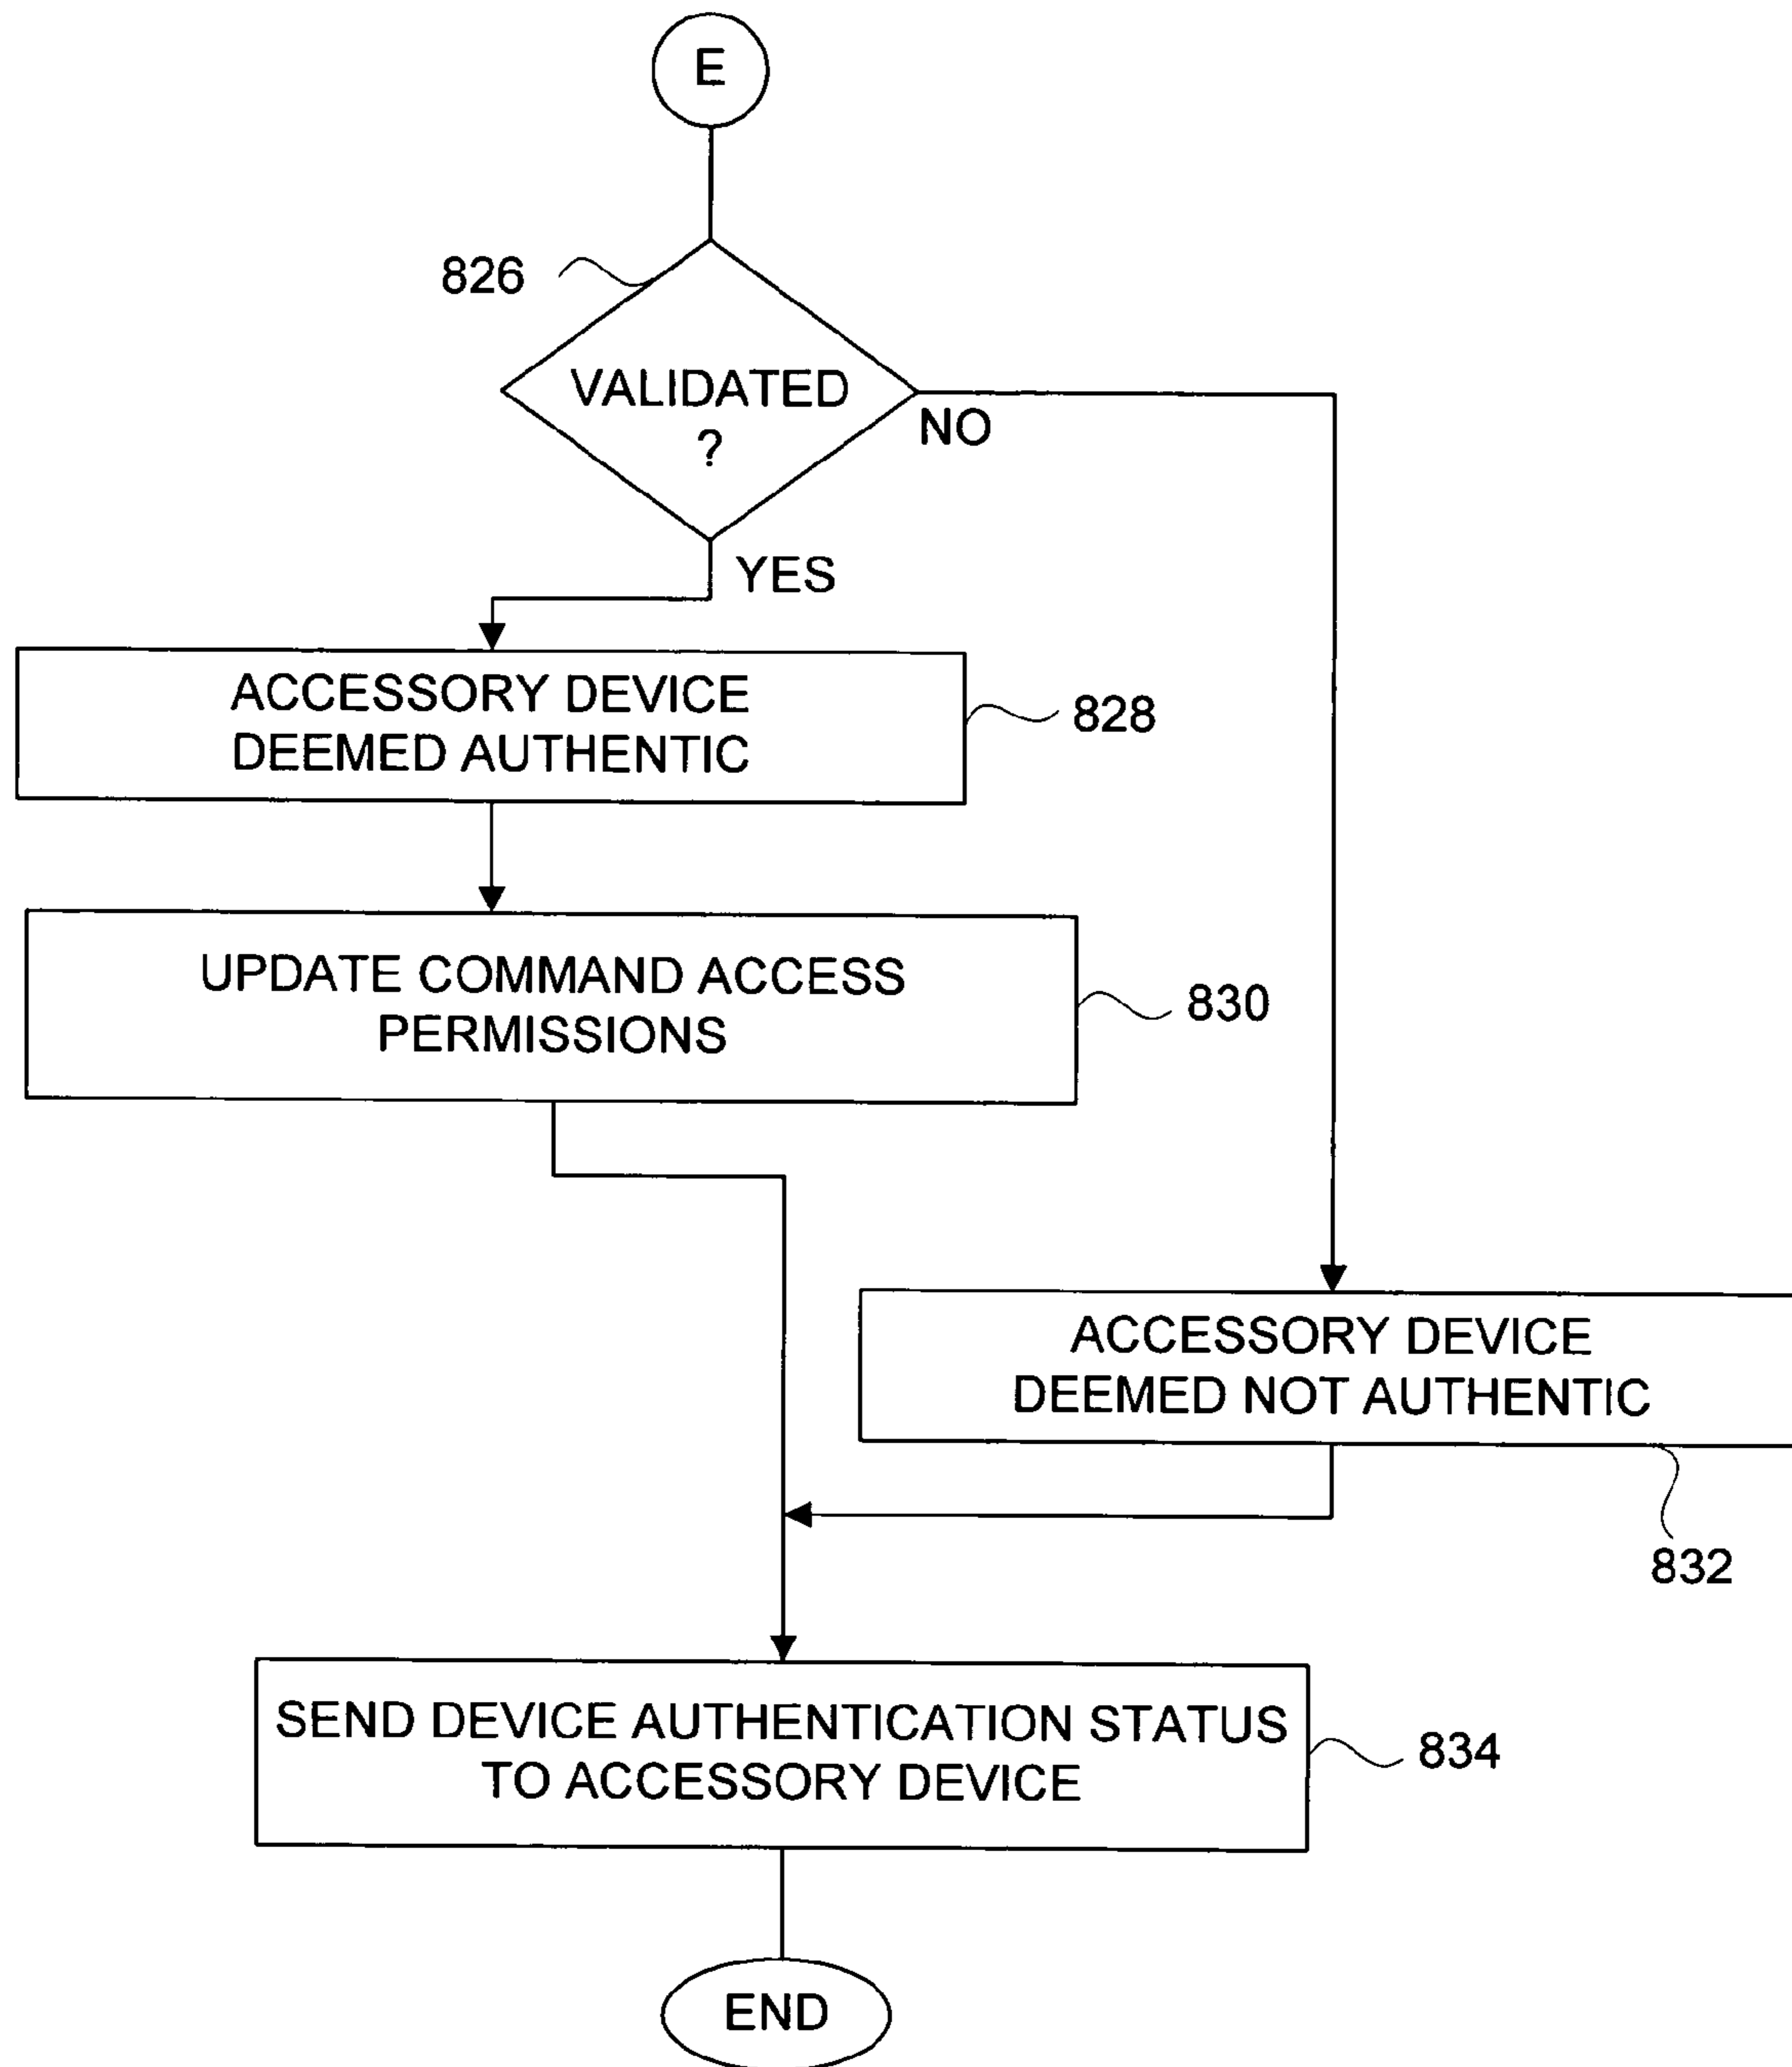 E
826
VALIDATED
?
NO
YES
ACCESSORY DEVICE
DEEMED AUTHENTIC
828
UPDATE COMMAND ACCESS
PERMISSIONS
830
ACCESSORY DEVICE
DEEMED NOT AUTHENTIC
832
SEND DEVICE AUTHENTICATION STATUS
TO ACCESSORY DEVICE
834
END